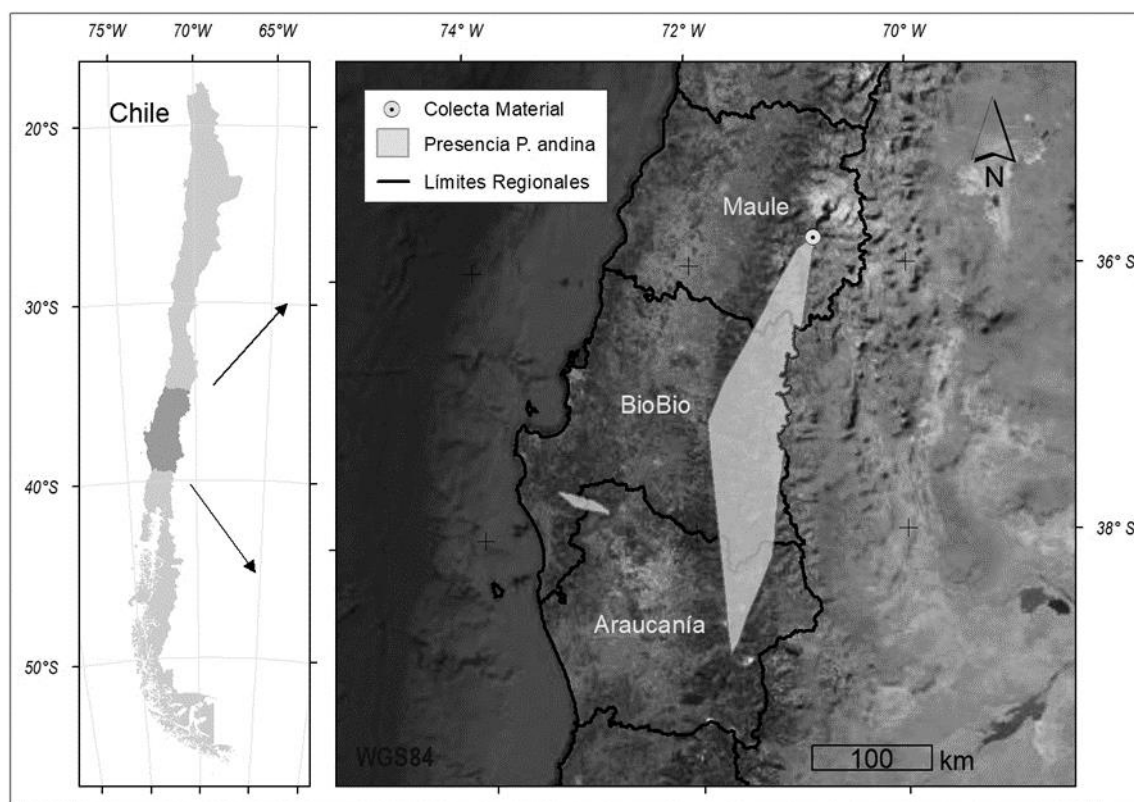 75°W 70°W 65°W
74° W 72° W 70° W
Chile
20°S
30°S
40°S
50°S
Colecta Material
Presencia P. andina
Límites Regionales
N
Maule
36° S
BioBio
38° S
Araucanía
WGS84
100 km